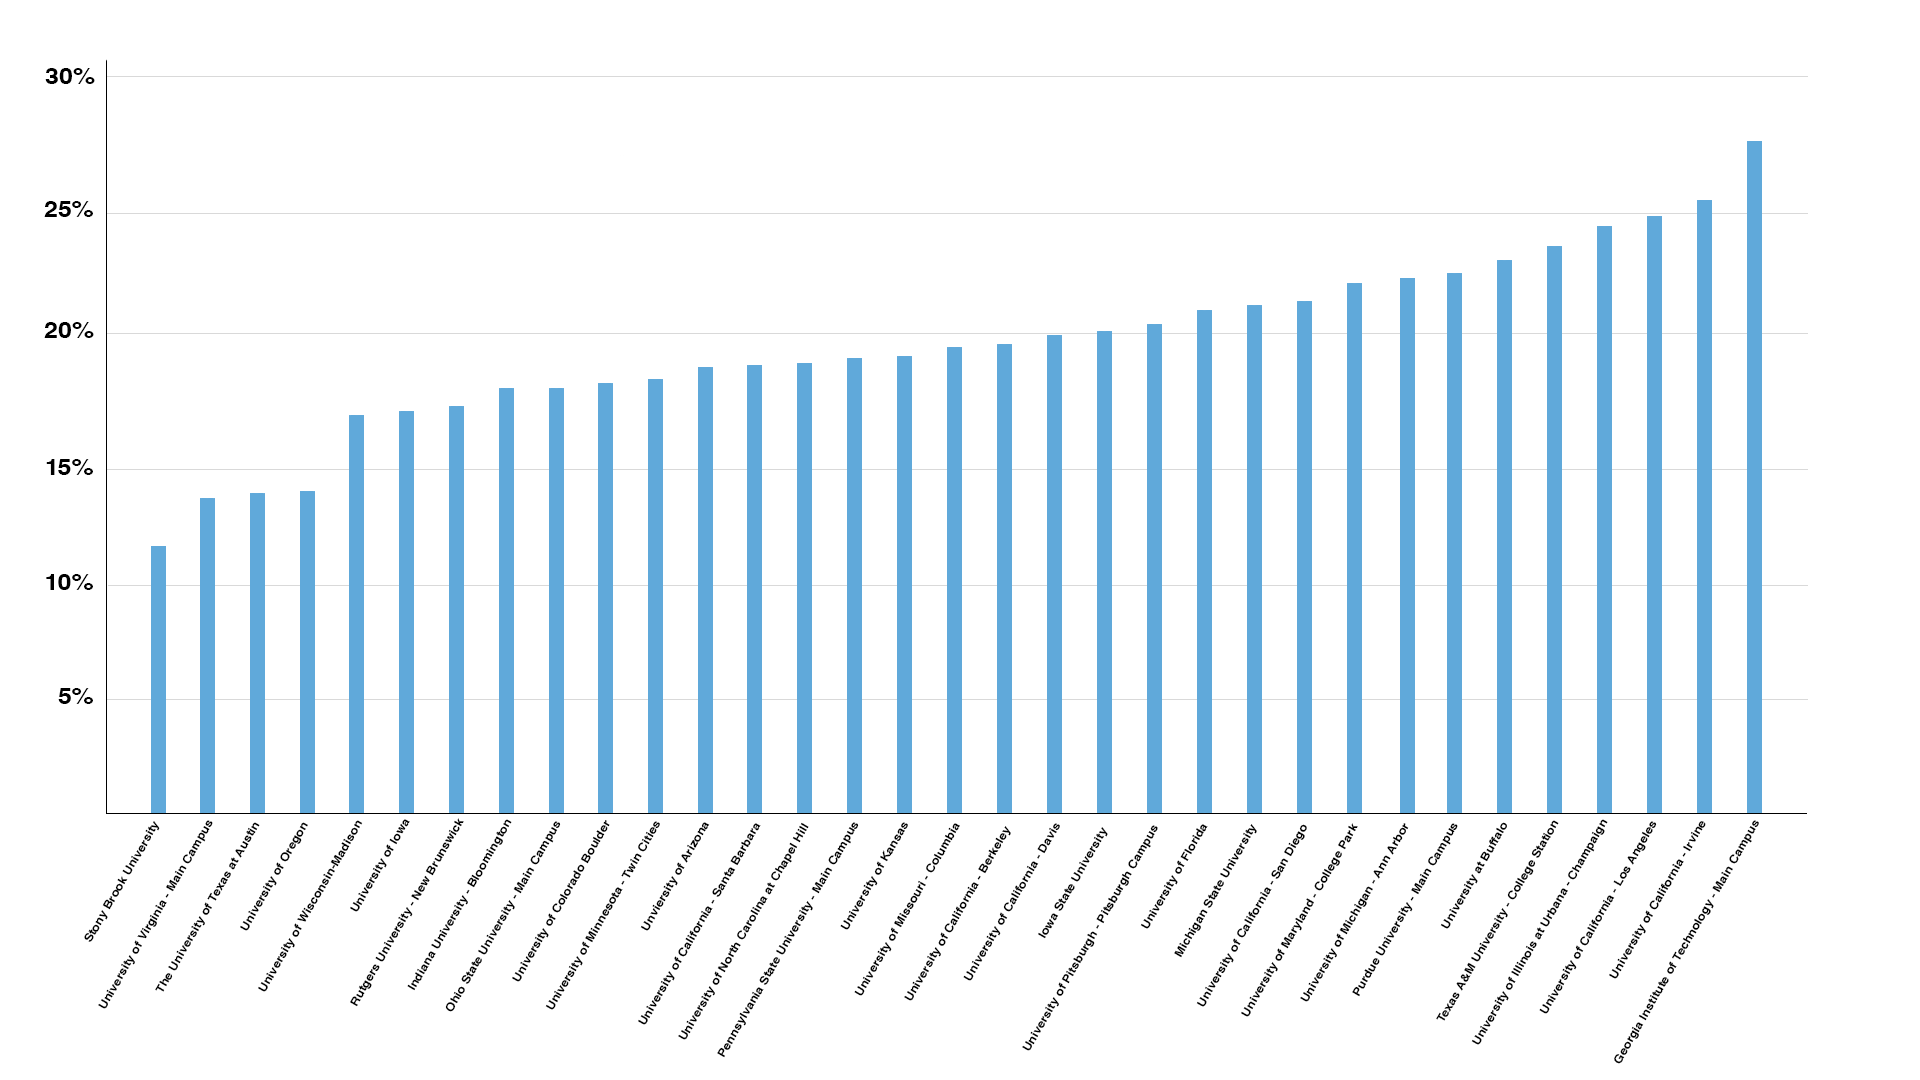 30%
25%
20%
15%
10%
5%
Stony Brook University
University of Virginia - Main Campus
The University of Texas at Austin
University of Oregon
University of Wisconsin-Madison
University of Iowa
Rutgers University - New Brunswick
Indiana University - Bloomington
Ohio State University - Main Campus
University of Colorado Boulder
University of MInnesota - Twin Cities
Unviersity of Arizona
University of California - Santa Barbara
University of North Carolina at Chapel Hill
Pennsylvania State University - Main Campus
University of Kansas
University of Missouri - Columbia
University of California - Berkeley
University of California - Davis
Iowa State University
University of Pittsburgh - Pittsburgh Campus
University of Florida
Michigan State University
University of California - San Diego
University of Maryland - College Park
University of Michigan - Ann Arbor
Purdue University - Main Campus
University at Buffalo
Texas A&M University - College Station
University of Illinois at Urbana - Champaign
University of California - Los Angeles
University of California - Irvine
Georgia Institute of Technology - Main Campus